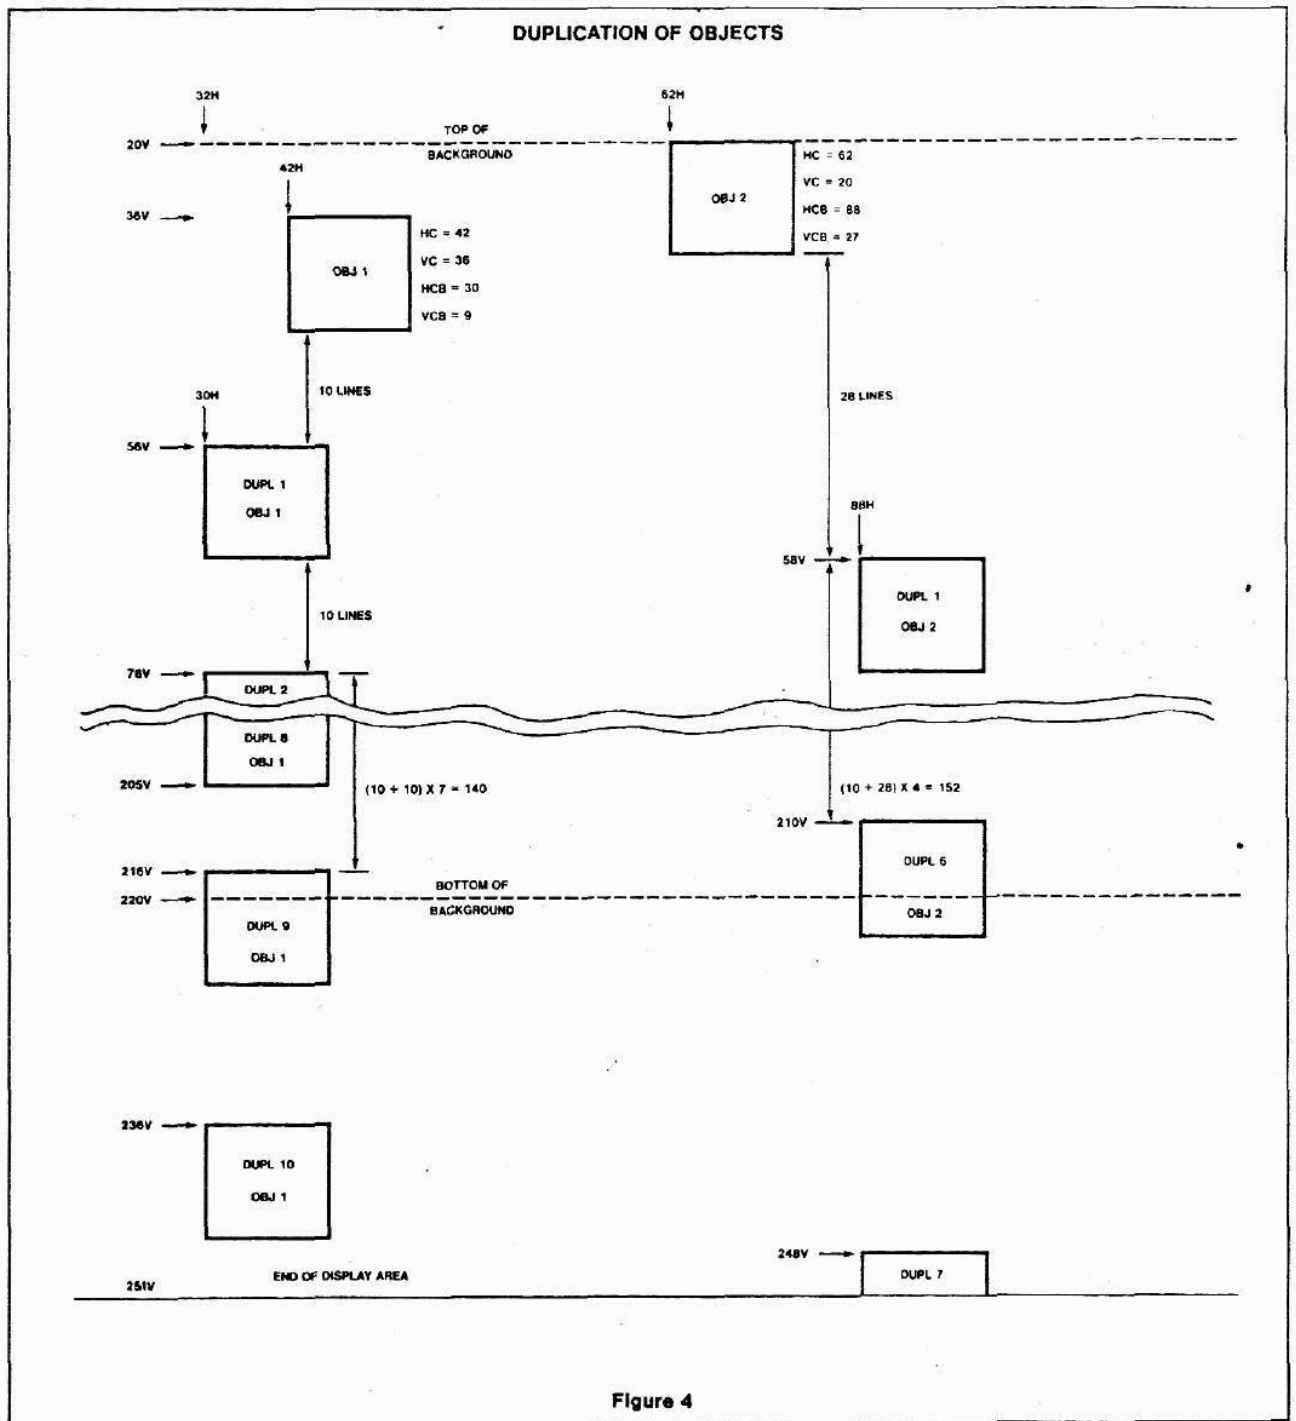 DUPLICATION OF OBJECTS
32H
62H
20V
TOP OF
BACKGROUND
42H
36V
OBJ 1
HC = 42
VC = 36
HCB = 30
VCB = 9
OBJ 2
HC = 62
VC = 20
HCB = 88
VCB = 27
10 LINES
28 LINES
30H
56V
DUPL 1
OBJ 1
88H
58V
DUPL 1
OBJ 2
10 LINES
76V
DUPL 2
DUPL 8
OBJ 1
205V
(10 + 10) X 7 = 140
(10 + 28) X 4 = 152
210V
DUPL 5
OBJ 2
216V
220V
BOTTOM OF
BACKGROUND
DUPL 9
OBJ 1
236V
DUPL 10
OBJ 1
248V
DUPL 7
251V
END OF DISPLAY AREA
Figure 4